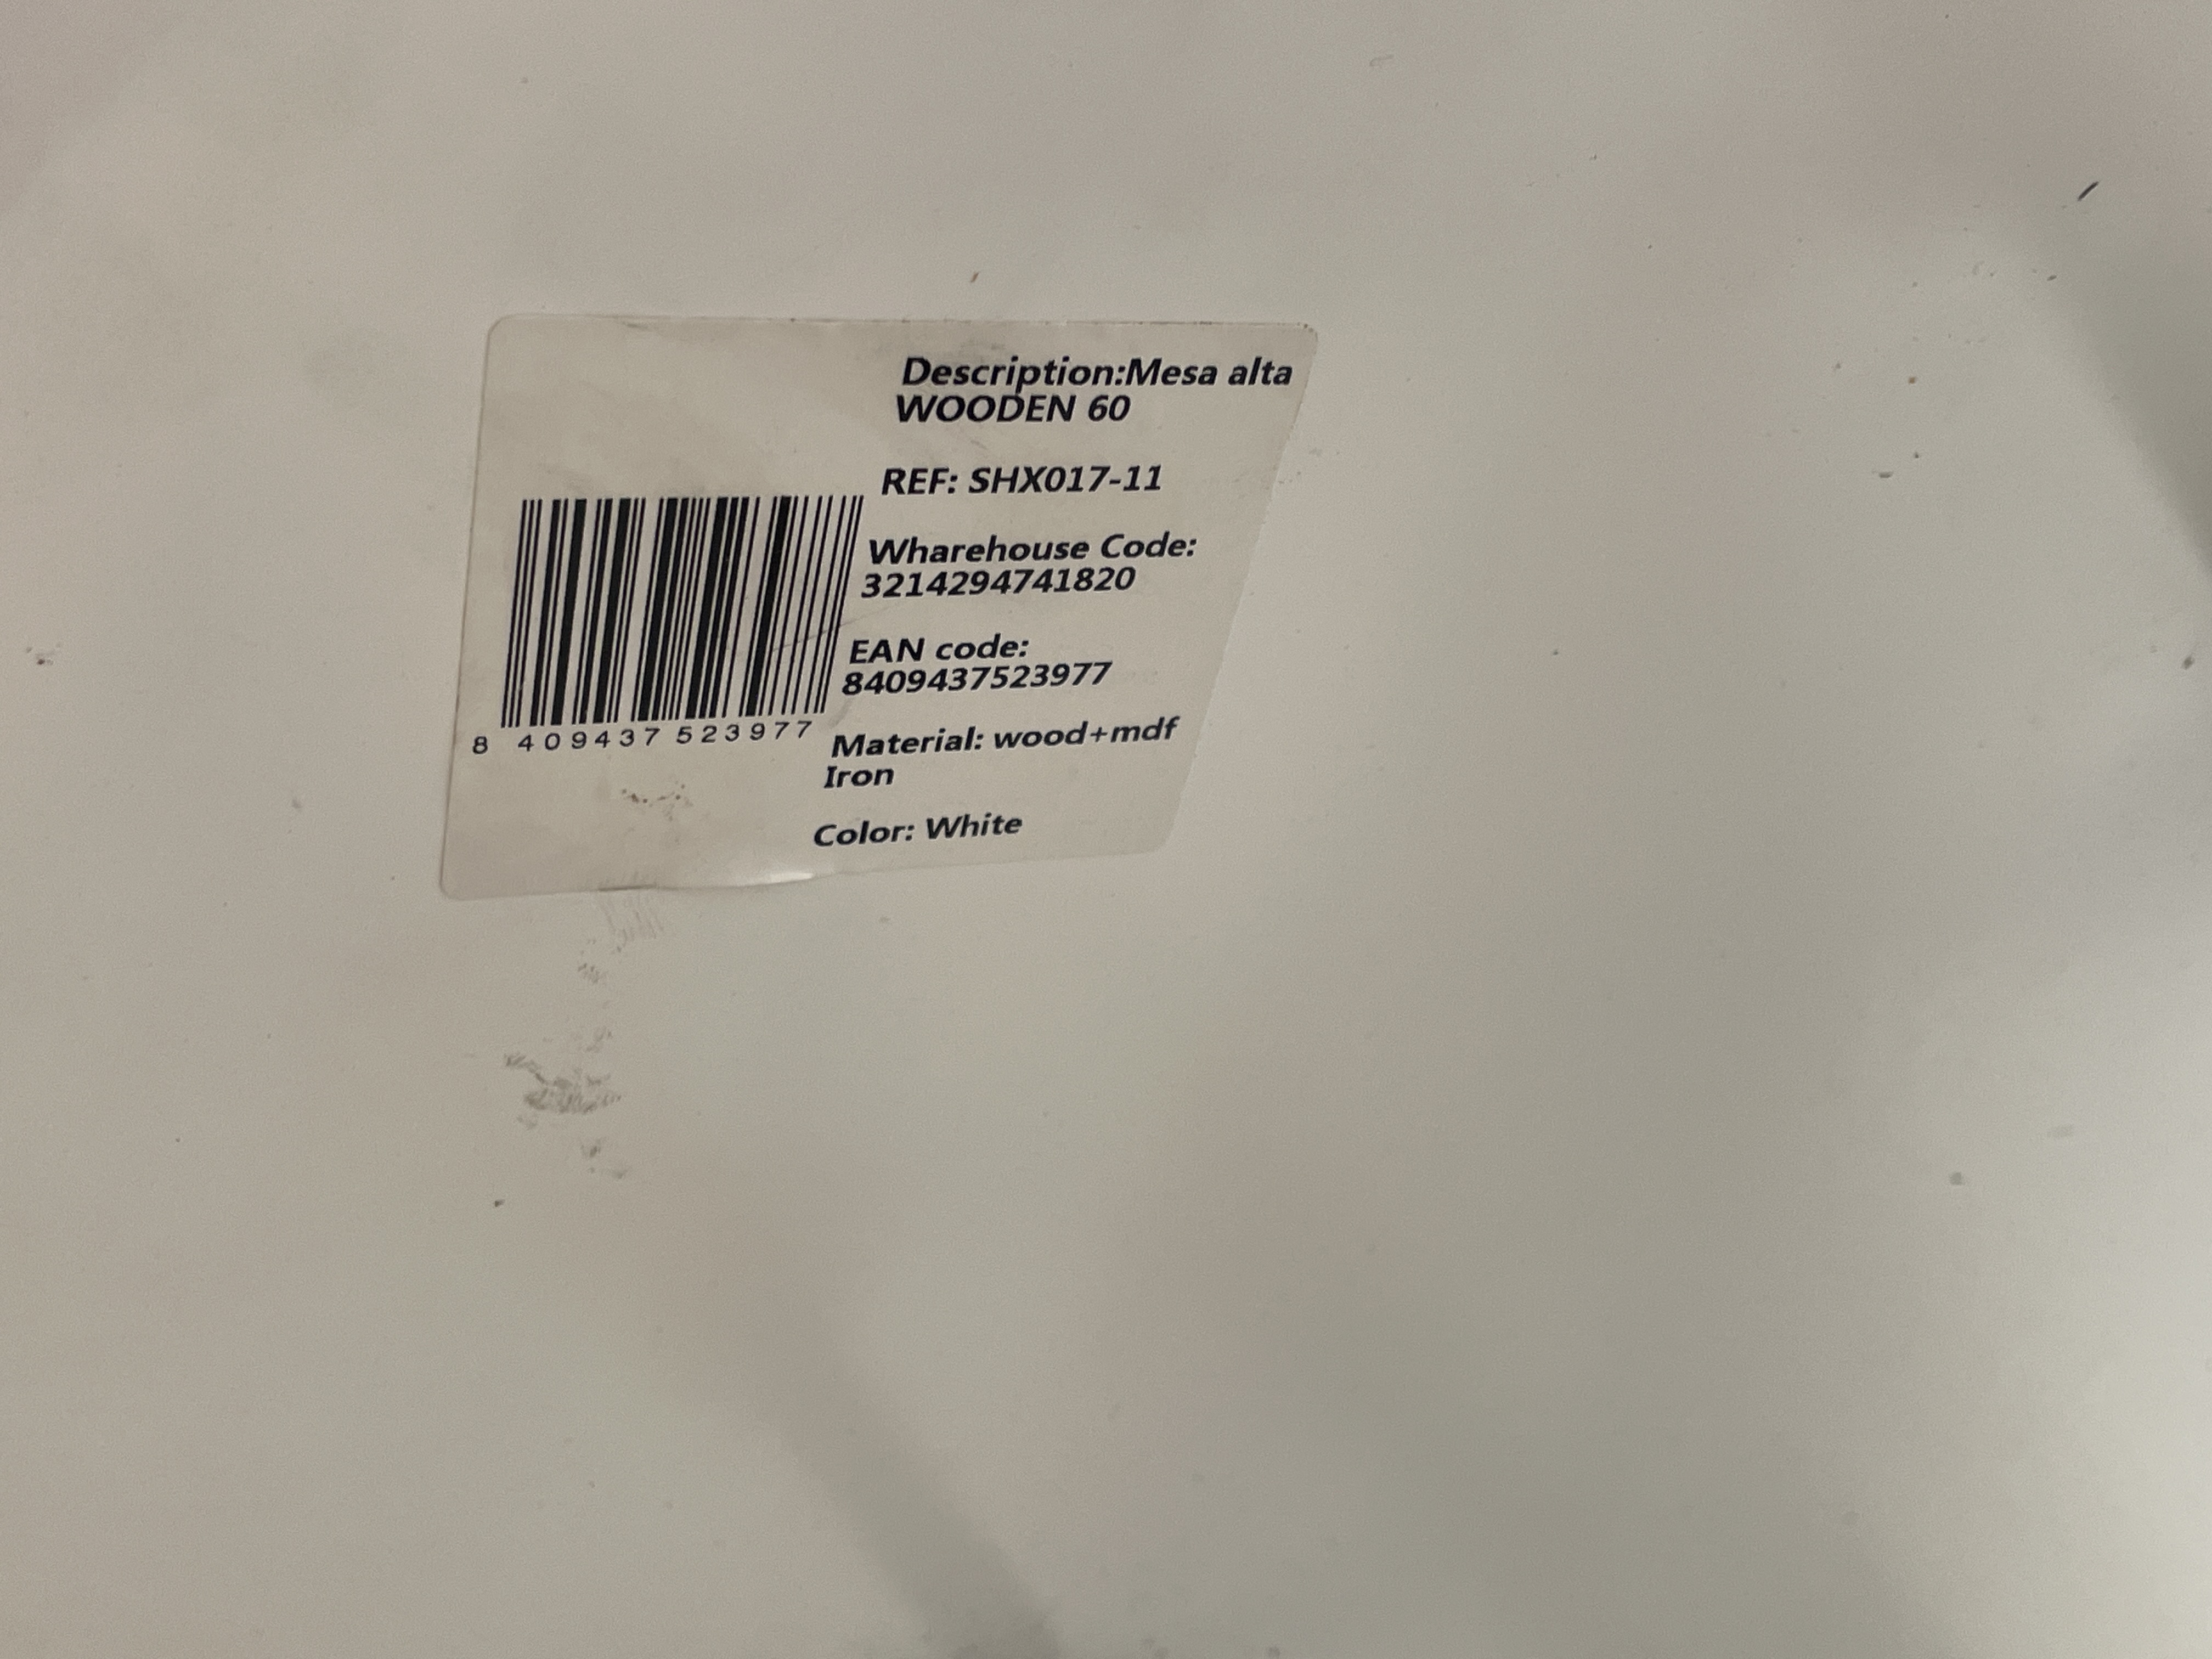 Description:Mesa alta
WOODEN 60
REF: SHX017-11
Wharehouse Code:
3214294741820
EAN code:
8409437523977
8 409437 523977
Material: wood+mdf
Iron
Color: White